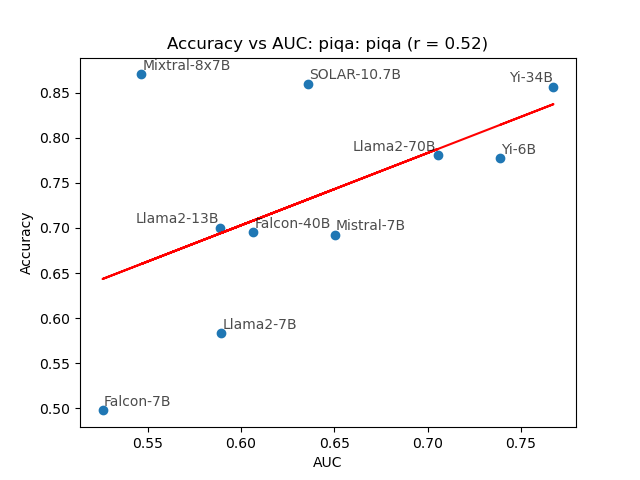 Accuracy vs AUC: piqa: piqa (r = 0.52)
Mixtral-8x7B
SOLAR-10.7B
Yi-34B
Llama2-70B
Yi-6B
Llama2-13B
Falcon-40B
Mistral-7B
Llama2-7B
Falcon-7B
Accuracy
0.85
0.80
0.75
0.70
0.65
0.60
0.55
0.50
0.55
0.60
0.65
0.70
0.75
AUC